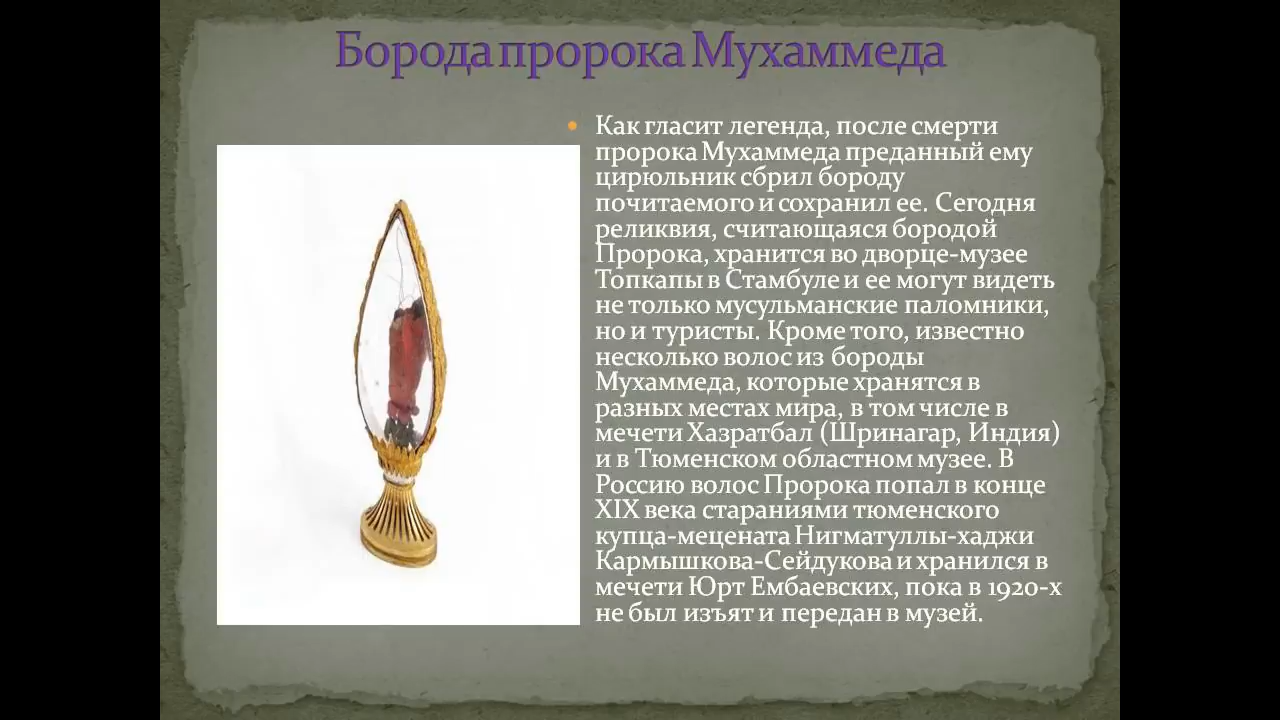 Борода пророка Мухаммеда
Как гласит легенда, после смерти
пророка Мухаммеда преданный ему
цирюльник сбрил бороду
почитаемого и сохранил ее. Сегодня
реликвия, считающаяся бородой
Пророка, хранится во дворце-музее
Топкапы в Стамбуле и ее могут видеть
не только мусульманские паломники,
но и туристы. Кроме того, известно
несколько волос из бороды
Мухаммеда, которые хранятся в
разных местах мира, в том числе в
мечети Хазратбал (Шринагар, Индия)
и в Тюменском областном музее. В
Россию волос Пророка попал в конце
XIX века стараниями тюменского
купца-мецената Нигматуллы-хаджи
Кармышкова-Сейдукова и хранился в
мечети Юрт Ембаевских, пока в 1920-х
не был изъят и передан в музей.